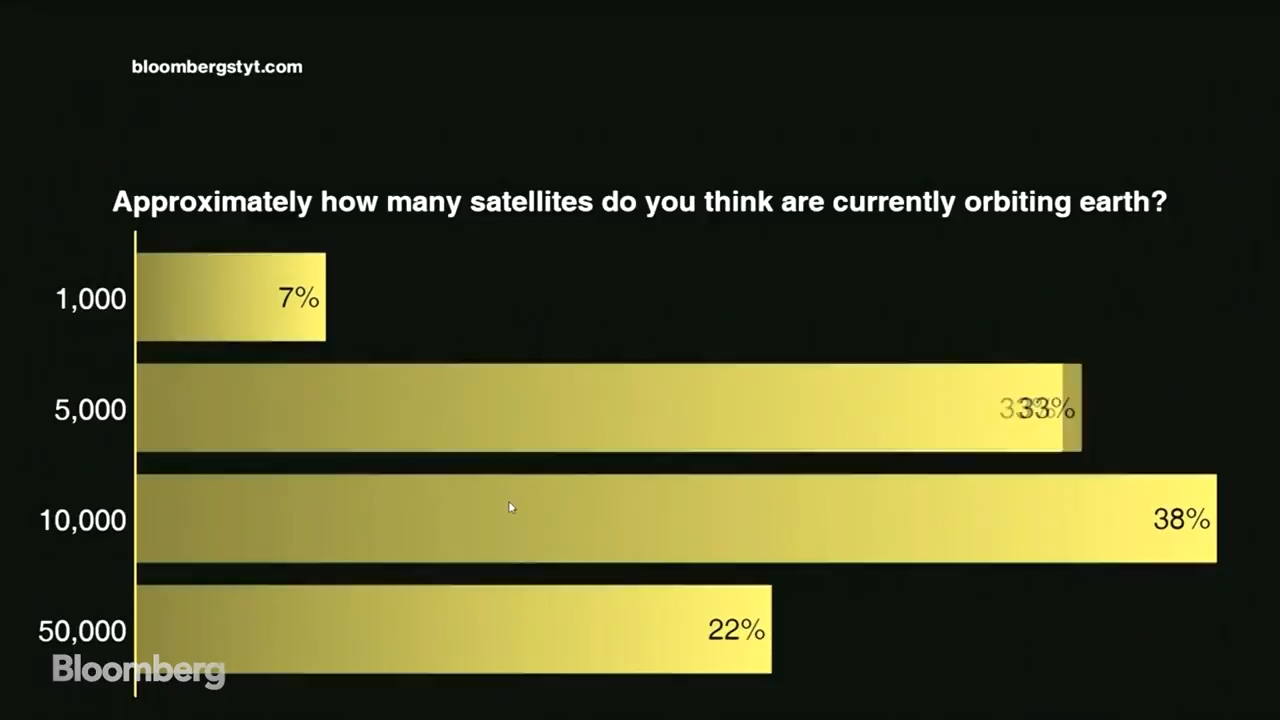 bloombergstyt.com
Approximately how many satellites do you think are currently orbiting earth?
1,000 7%
5,000 33%
10,000 38%
50,000 22%
Bloomberg